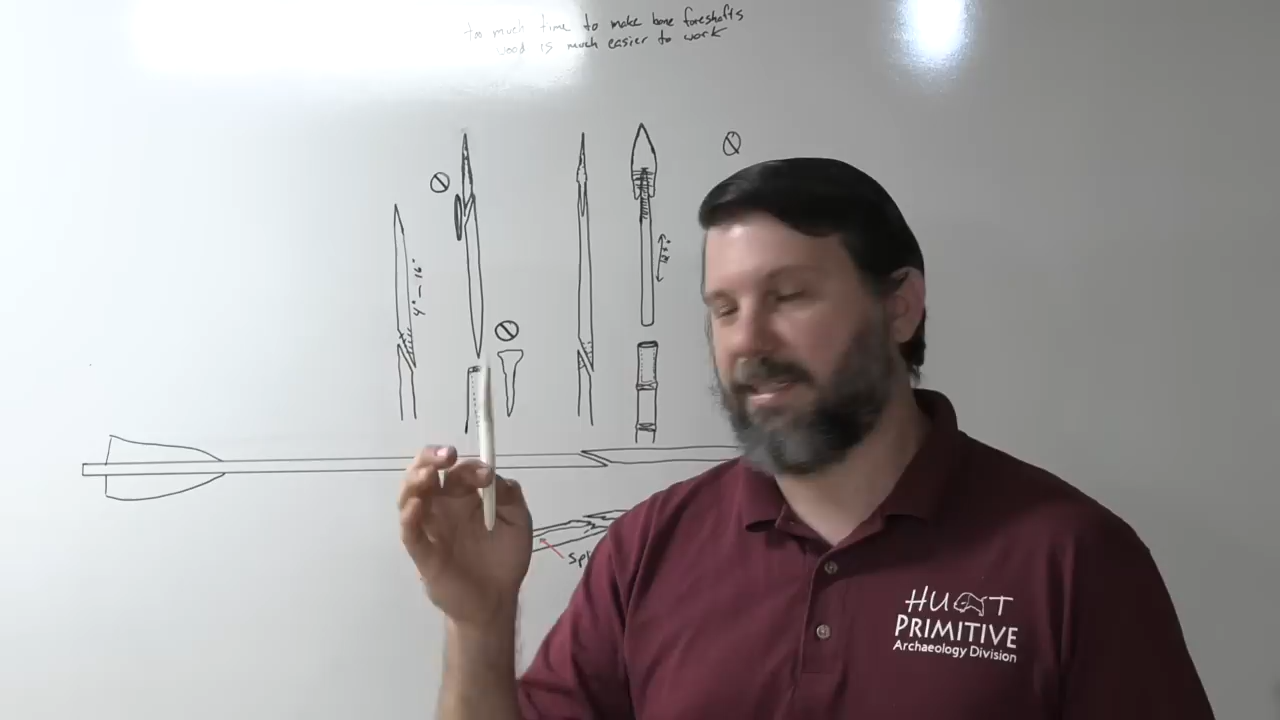 too much time to make bone foreshafts
wood is much easier to work
4" – 16"
HUNT
PRIMITIVE
Archaeology Division